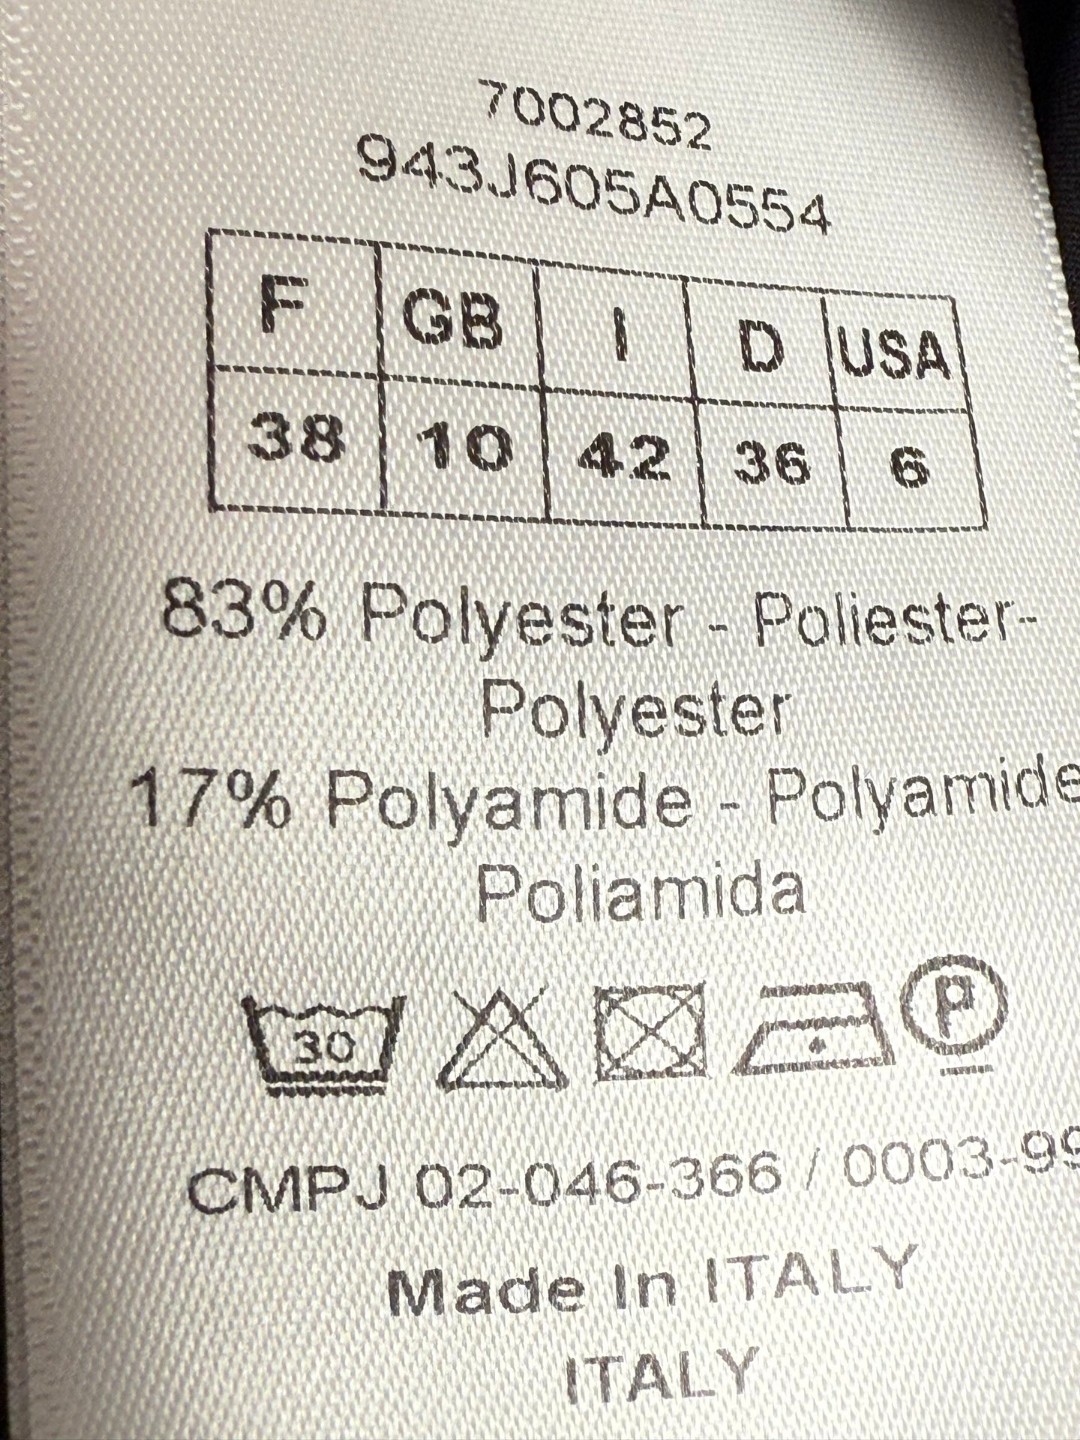 7002852
943J605A0554
F GB I D USA
38 10 42 36 6
83% Polyester - Poliester-
Polyester
17% Polyamide - Polyamide
Poliamida
30 P
CMPJ 02-046-366 / 0003-99
Made In ITALY
ITALY